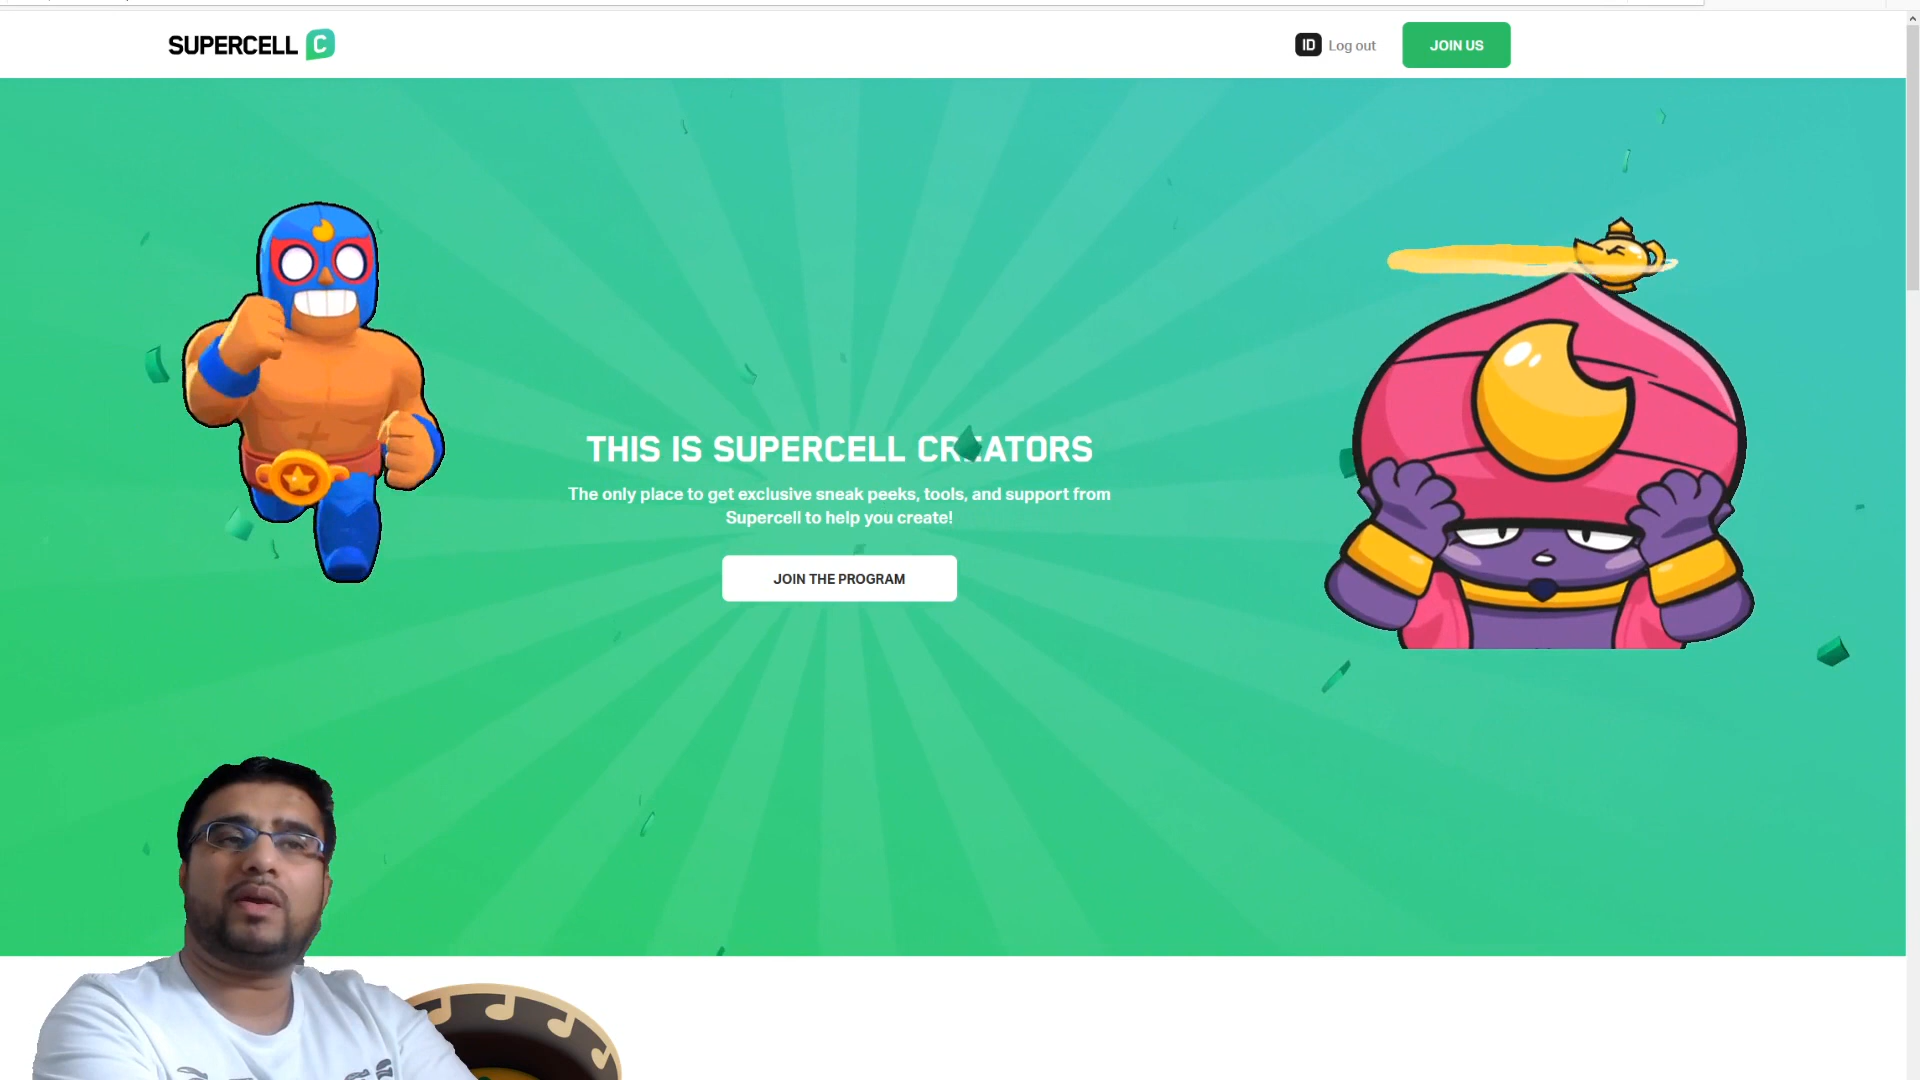 SUPERCELL C
ID Log out
JOIN US
THIS IS SUPERCELL CREATORS
The only place to get exclusive sneak peeks, tools, and support from
Supercell to help you create!
JOIN THE PROGRAM